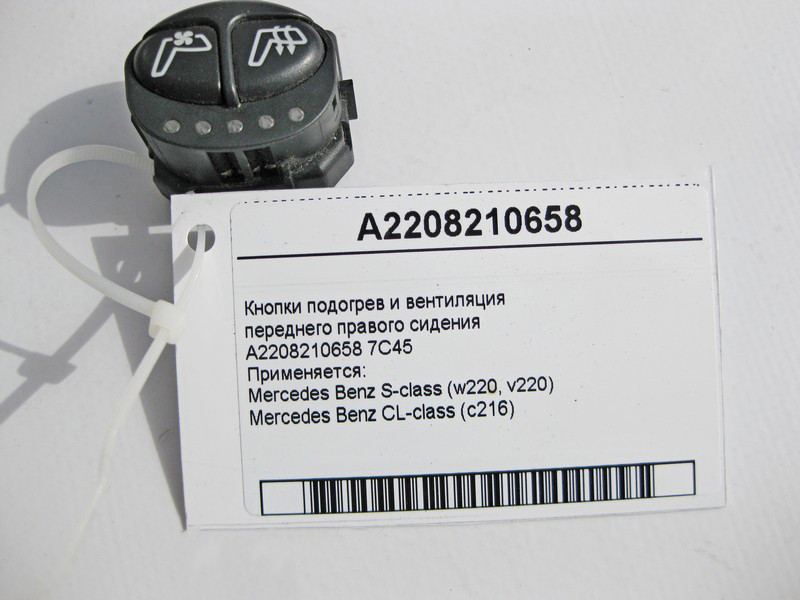 A2208210658
Кнопки подогрев и вентиляция
переднего правого сидения
A2208210658 7C45
Применяется:
Mercedes Benz S-class (w220, v220)
Mercedes Benz CL-class (c216)